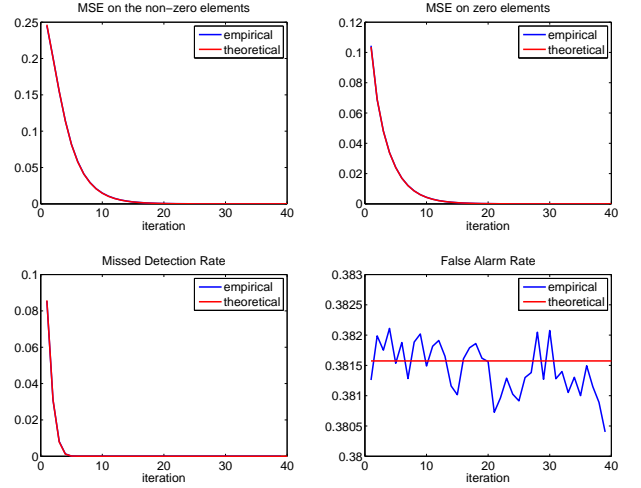 MSE on the non-zero elements
0.25
0.2
0.15
0.1
0.05
0
0 10 20 30 40
iteration
empirical
theoretical
MSE on zero elements
0.12
0.1
0.08
0.06
0.04
0.02
0
0 10 20 30 40
iteration
empirical
theoretical
Missed Detection Rate
0.1
0.08
0.06
0.04
0.02
0
0 10 20 30 40
iteration
empirical
theoretical
False Alarm Rate
0.383
0.3825
0.382
0.3815
0.381
0.3805
0.38
0 10 20 30 40
iteration
empirical
theoretical